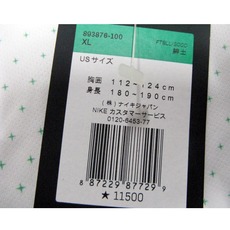 893876-100
XL
紳士
USサイズ
胸囲 112~124cm
身長 180~190cm
(株)ナイキジャパン
NIKE カスタマーサービス
0120-6453-77
8 87229 87729 9
★11500